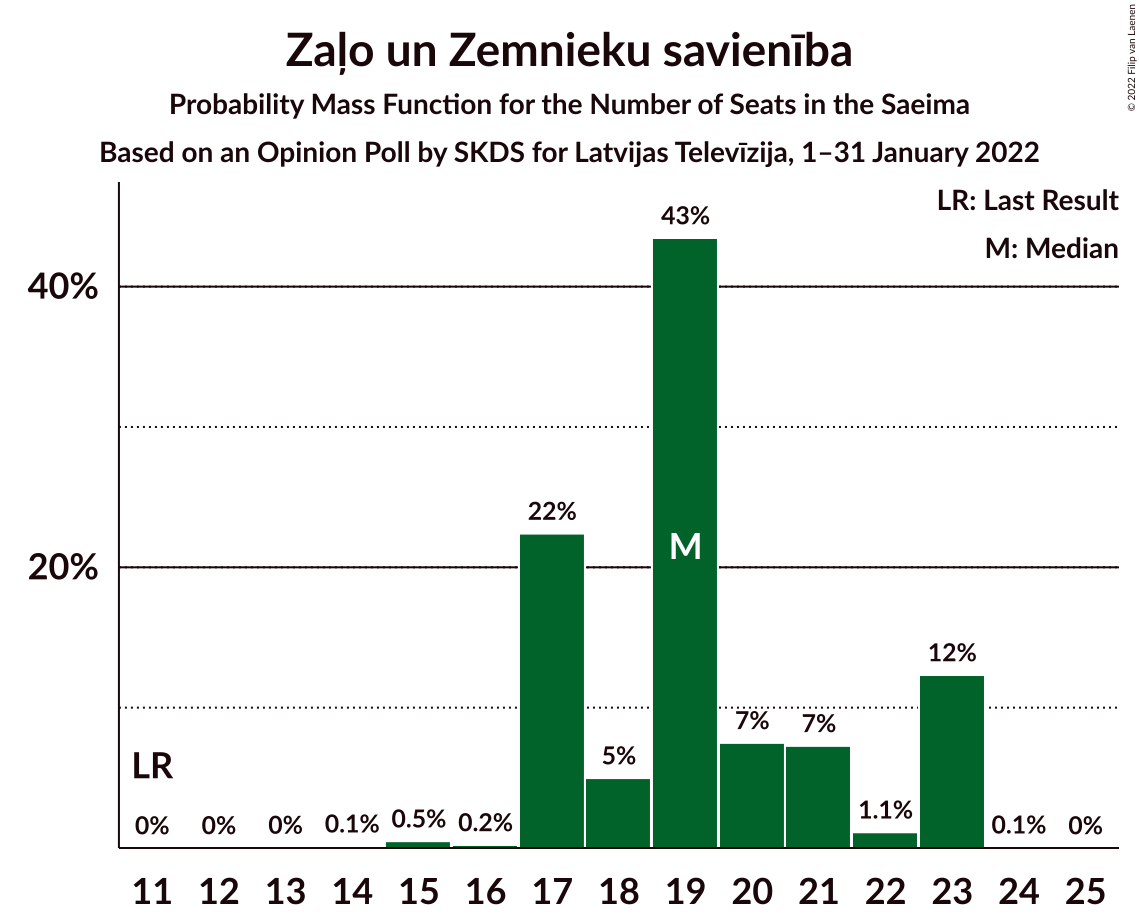 Zaļo un Zemnieku savienība
Probability Mass Function for the Number of Seats in the Saeima
Based on an Opinion Poll by SKDS for Latvijas Televīzija, 1–31 January 2022
© 2022 Filip van Laenen
LR: Last Result
M: Median
43%
40%
22%
M
20%
12%
7%
7%
5%
LR
1.1%
0%
0%
0%
0.1%
0.5%
0.2%
0.1%
0%
11 12 13 14 15 16 17 18 19 20 21 22 23 24 25